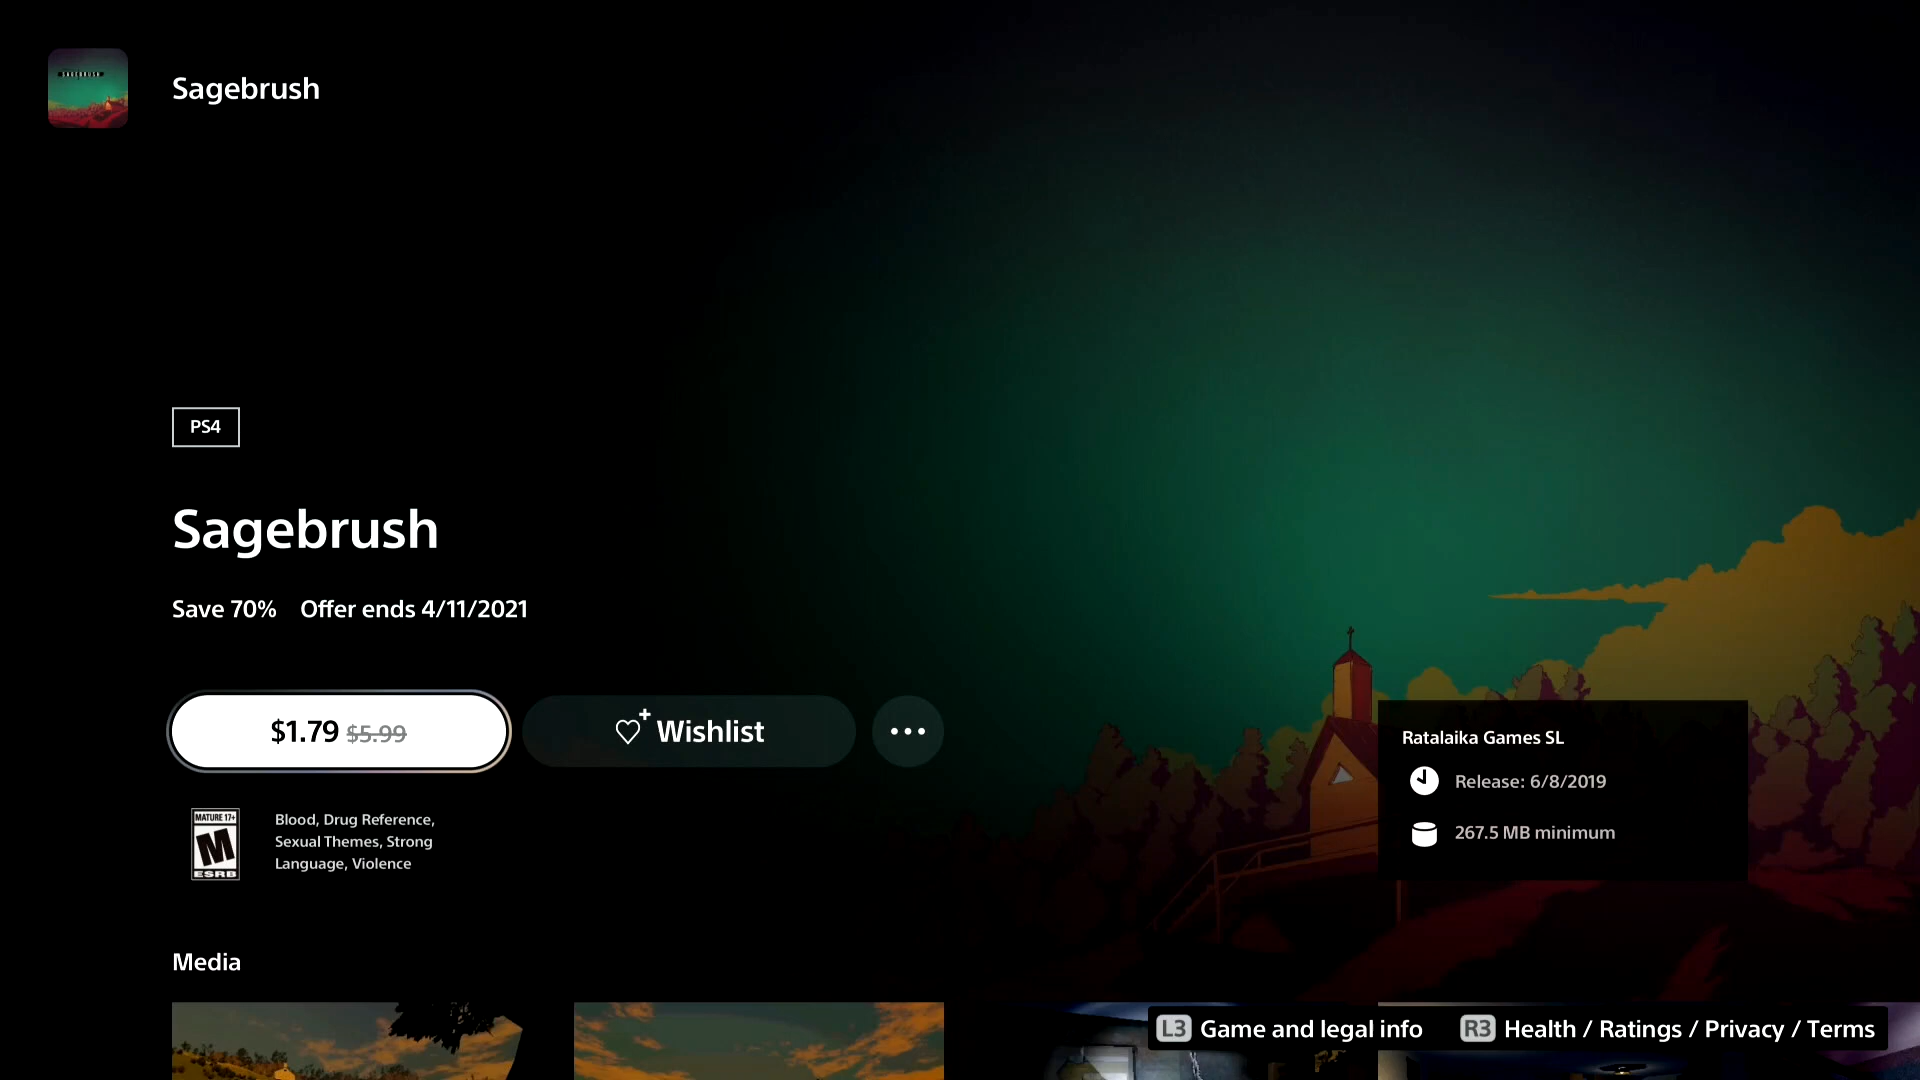 SAGEBRUSH
Sagebrush
PS4
Sagebrush
Save 70% Offer ends 4/11/2021
$1.79 $5.99
Wishlist
MATURE 17+
M
ESRB
Blood, Drug Reference,
Sexual Themes, Strong
Language, Violence
Ratalaika Games SL
Release: 6/8/2019
267.5 MB minimum
Media
L3 Game and legal info
R3 Health / Ratings / Privacy / Terms